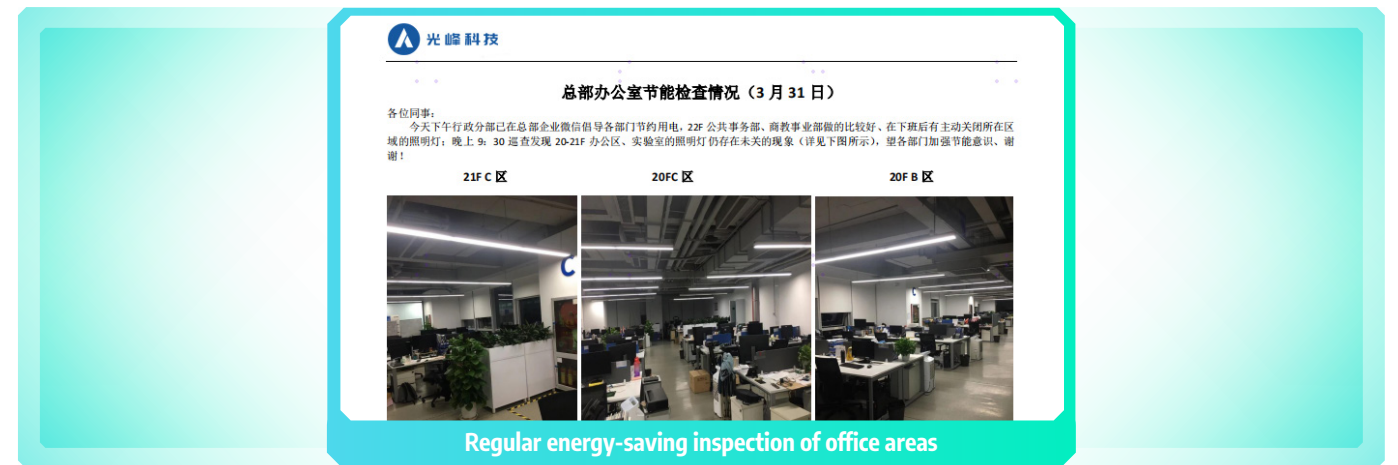 光峰科技
总部办公室节能检查情况（3 月 31 日）
各位同事：
今天下午行政分部已在总部企业微信倡导各部门节约用电，22F 公共事务部、商教事业部做的比较好、在下班后有主动关闭所在区
域的照明灯；晚上 9：30 巡查发现 20-21F 办公区、实验室的照明灯仍存在未关的现象（详见下图所示），望各部门加强节能意识、谢
谢！
21F C 区 20FC 区 20F B 区
C
C
Regular energy-saving inspection of office areas